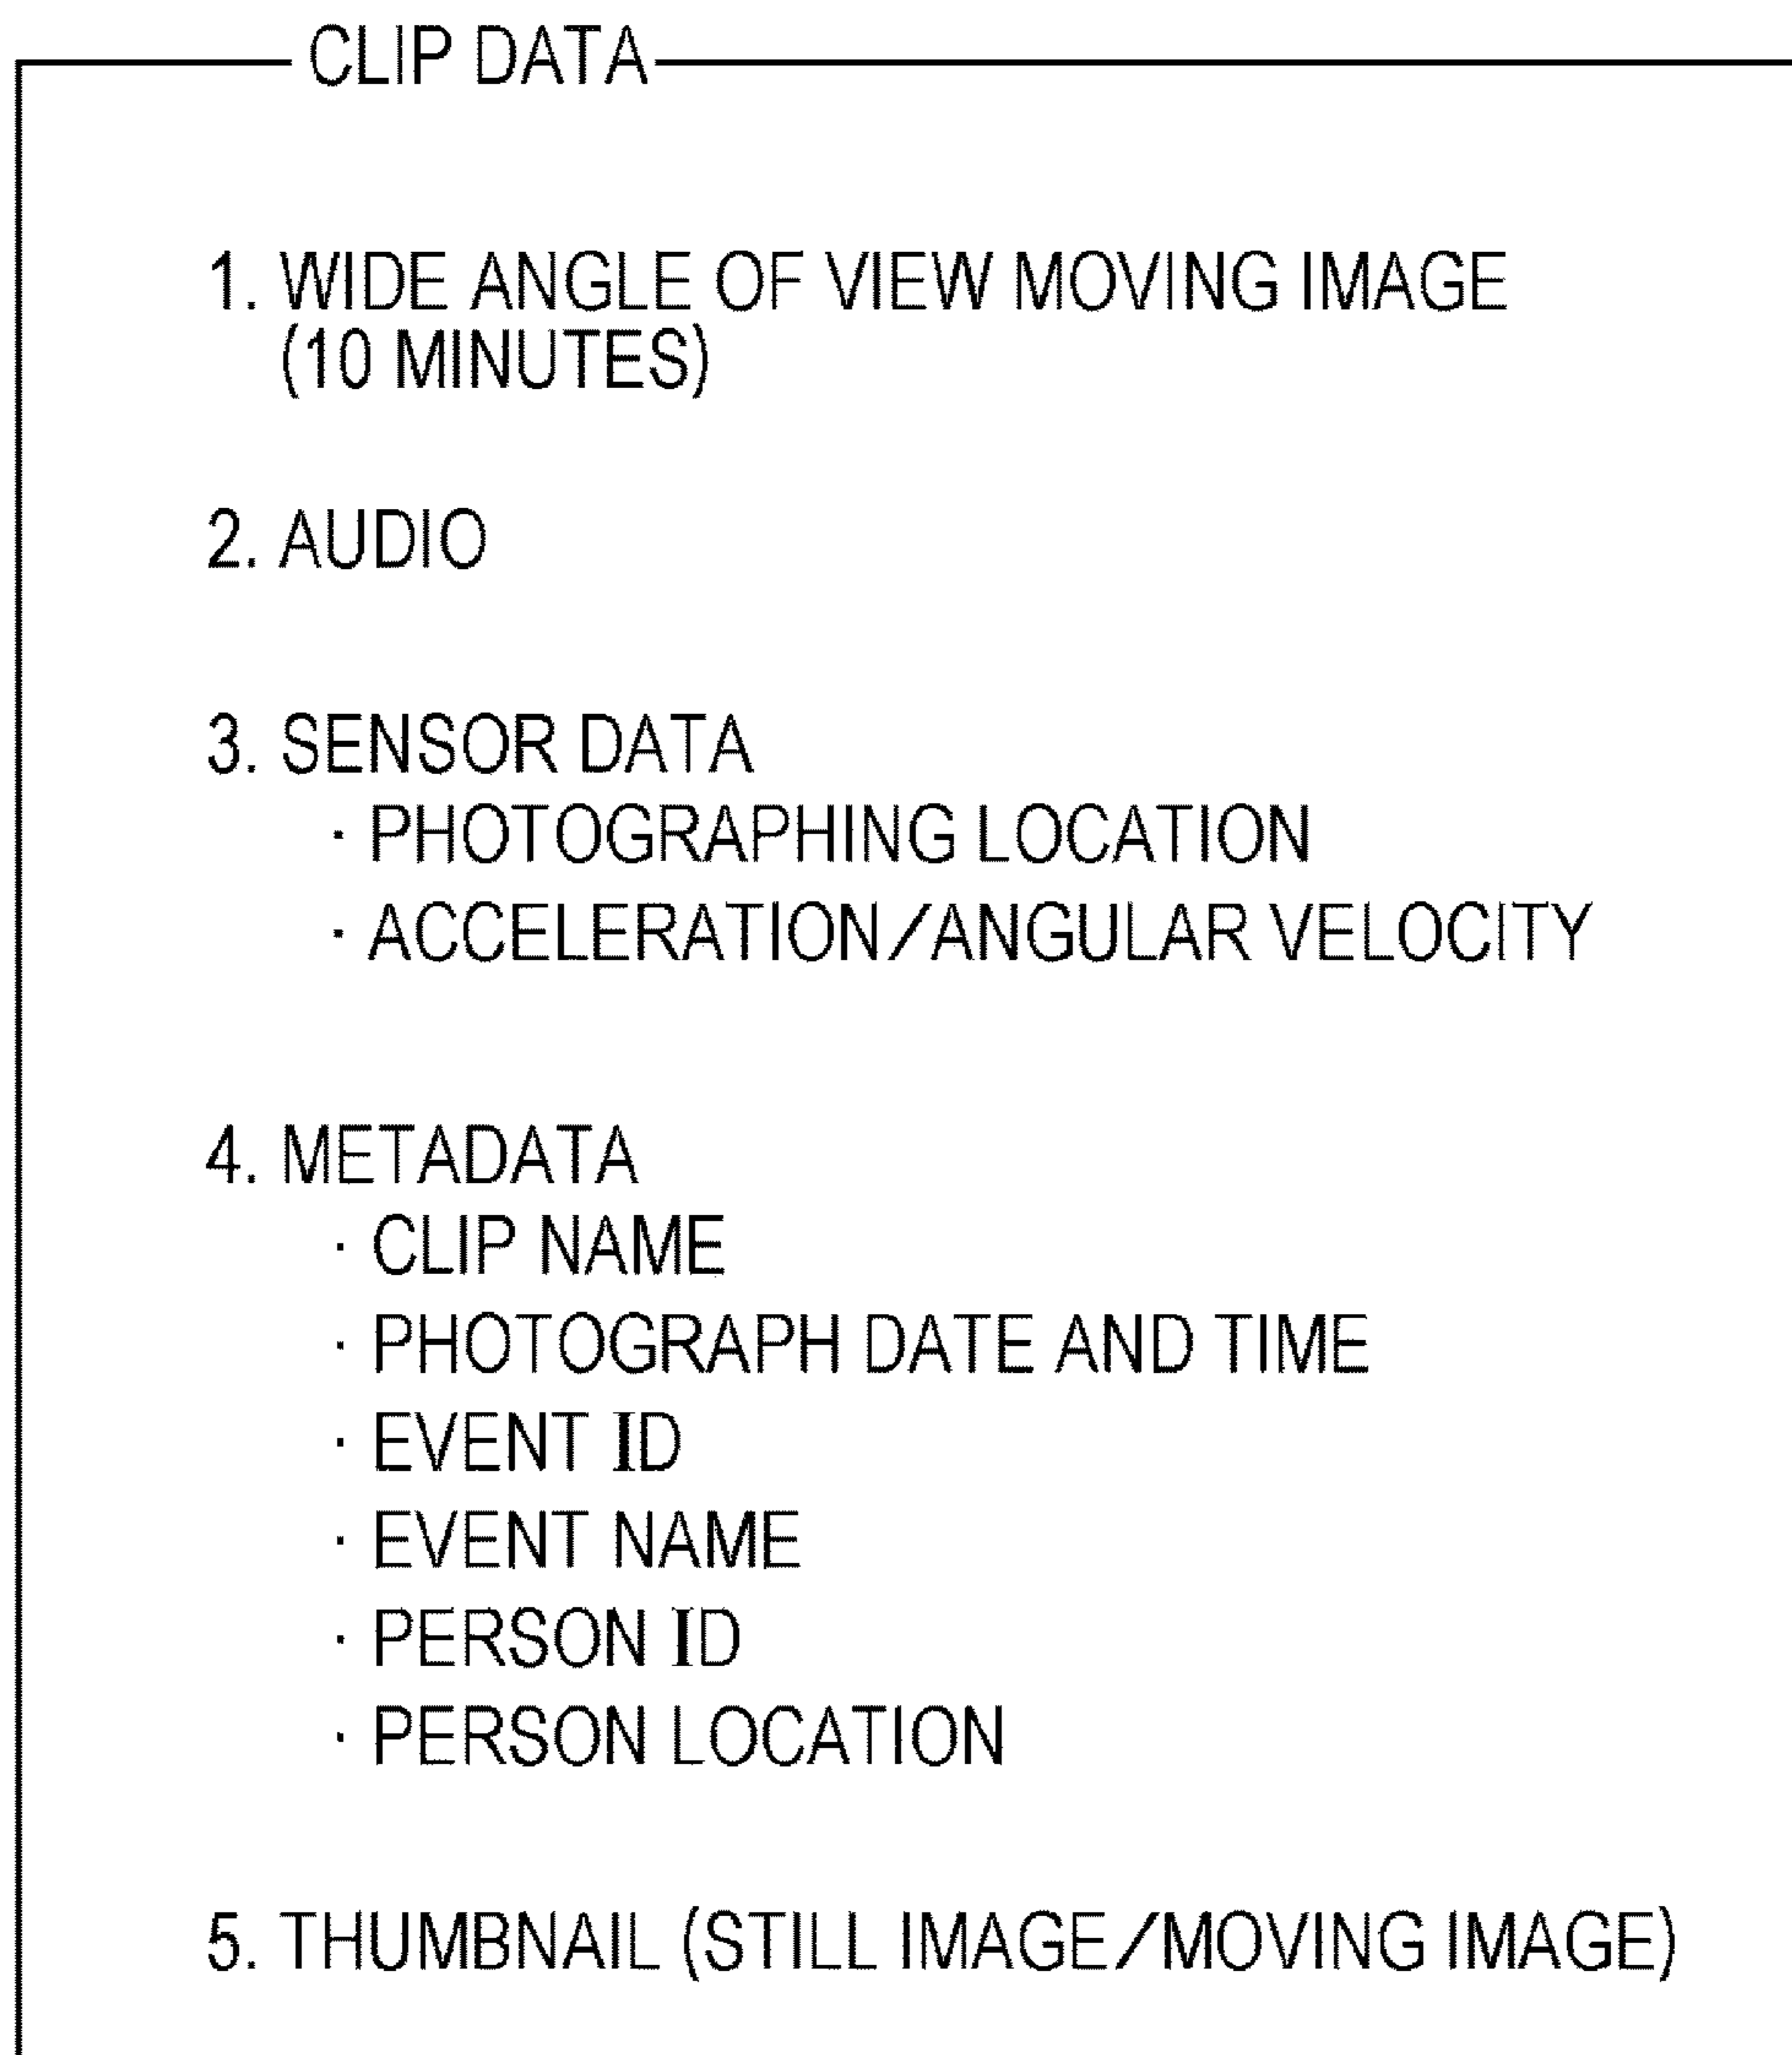 CLIP DATA
1. WIDE ANGLE OF VIEW MOVING IMAGE
(10 MINUTES)
2. AUDIO
3. SENSOR DATA
· PHOTOGRAPHING LOCATION
· ACCELERATION/ANGULAR VELOCITY
4. METADATA
· CLIP NAME
· PHOTOGRAPH DATE AND TIME
· EVENT ID
· EVENT NAME
· PERSON ID
· PERSON LOCATION
5. THUMBNAIL (STILL IMAGE/MOVING IMAGE)